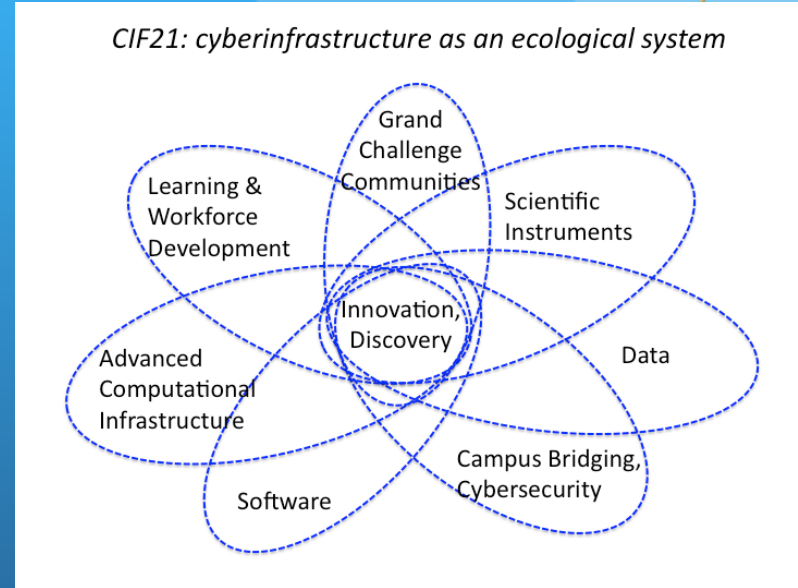 CIF21: cyberinfrastructure as an ecological system
Grand
Challenge
Communities
Learning &
Workforce
Development
Scientific
Instruments
Innovation,
Discovery
Advanced
Computational
Infrastructure
Data
Campus Bridging,
Cybersecurity
Software